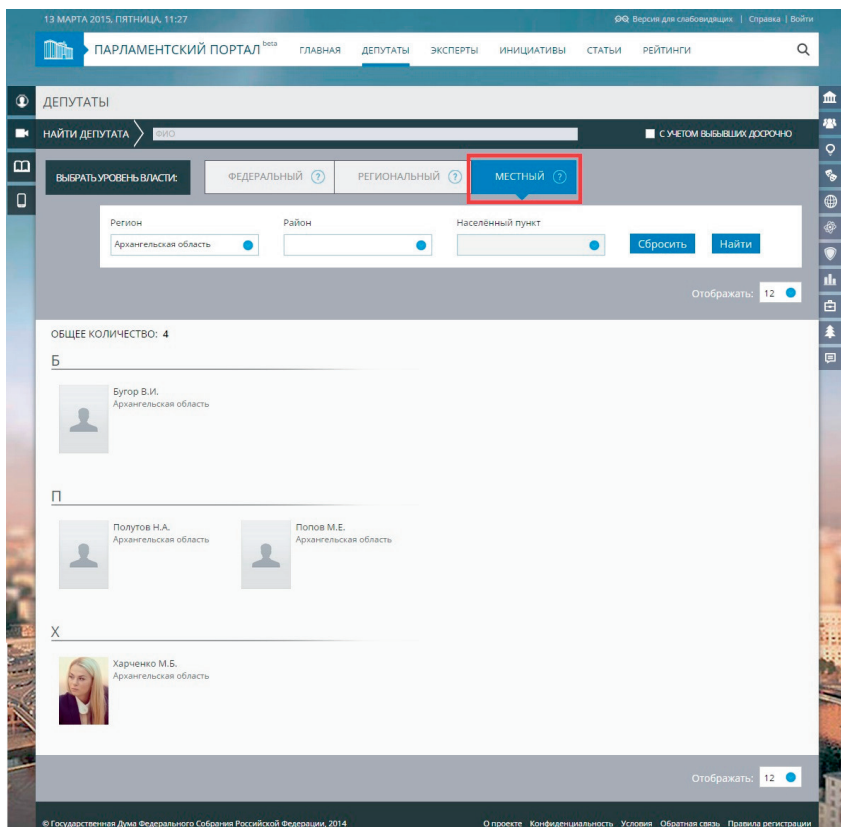 13 МАРТА 2015, ПЯТНИЦА, 11:27
Версия для слабовидящих | Справка | Войти
ПАРЛАМЕНТСКИЙ ПОРТАЛ beta ГЛАВНАЯ ДЕПУТАТЫ ЭКСПЕРТЫ ИНИЦИАТИВЫ СТАТЬИ РЕЙТИНГИ
ДЕПУТАТЫ
НАЙТИ ДЕПУТАТА ФИО С УЧЕТОМ ВЫБЫВШИХ ДОСРОЧНО
ВЫБРАТЬ УРОВЕНЬ ВЛАСТИ: ФЕДЕРАЛЬНЫЙ ? РЕГИОНАЛЬНЫЙ ? МЕСТНЫЙ ?
Регион Район Населённый пункт
Архангельская область Сбросить Найти
Отображать: 12
ОБЩЕЕ КОЛИЧЕСТВО: 4
Б
Бугор В.И.
Архангельская область
П
Полутов Н.А. Попов М.Е.
Архангельская область Архангельская область
Х
Харченко М.Б.
Архангельская область
Отображать: 12
© Государственная Дума Федерального Собрания Российской Федерации, 2014 О проекте Конфиденциальность Условия Обратная связь Правила регистрации